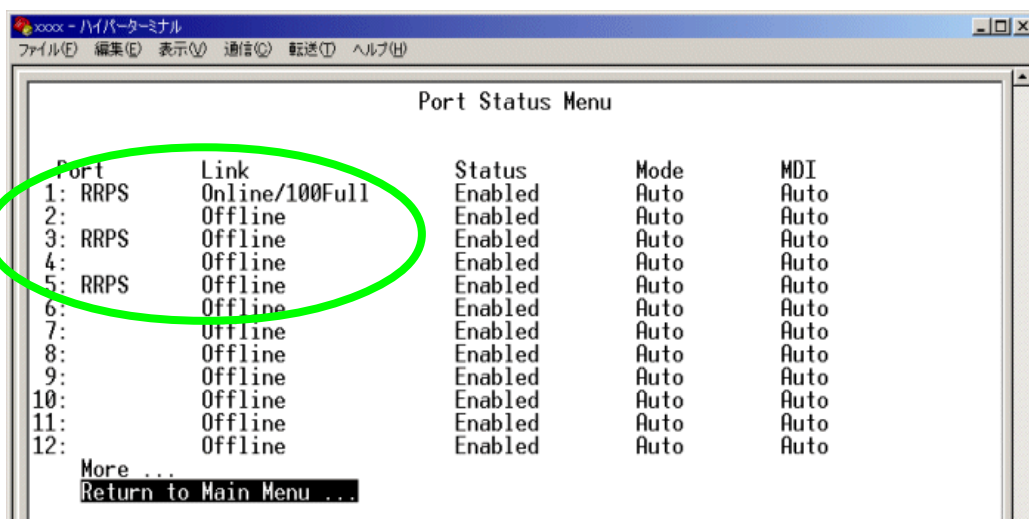 xxxx - ハイパーターミナル
ファイル(F) 編集(E) 表示(V) 通信(C) 転送(T) ヘルプ(H)
Port Status Menu
Port Link Status Mode MDI
1: RRPS Online/100Full Enabled Auto Auto
2: Offline Enabled Auto Auto
3: RRPS Offline Enabled Auto Auto
4: Offline Enabled Auto Auto
5: RRPS Offline Enabled Auto Auto
6: Offline Enabled Auto Auto
7: Offline Enabled Auto Auto
8: Offline Enabled Auto Auto
9: Offline Enabled Auto Auto
10: Offline Enabled Auto Auto
11: Offline Enabled Auto Auto
12: Offline Enabled Auto Auto
More ...
Return to Main Menu ...